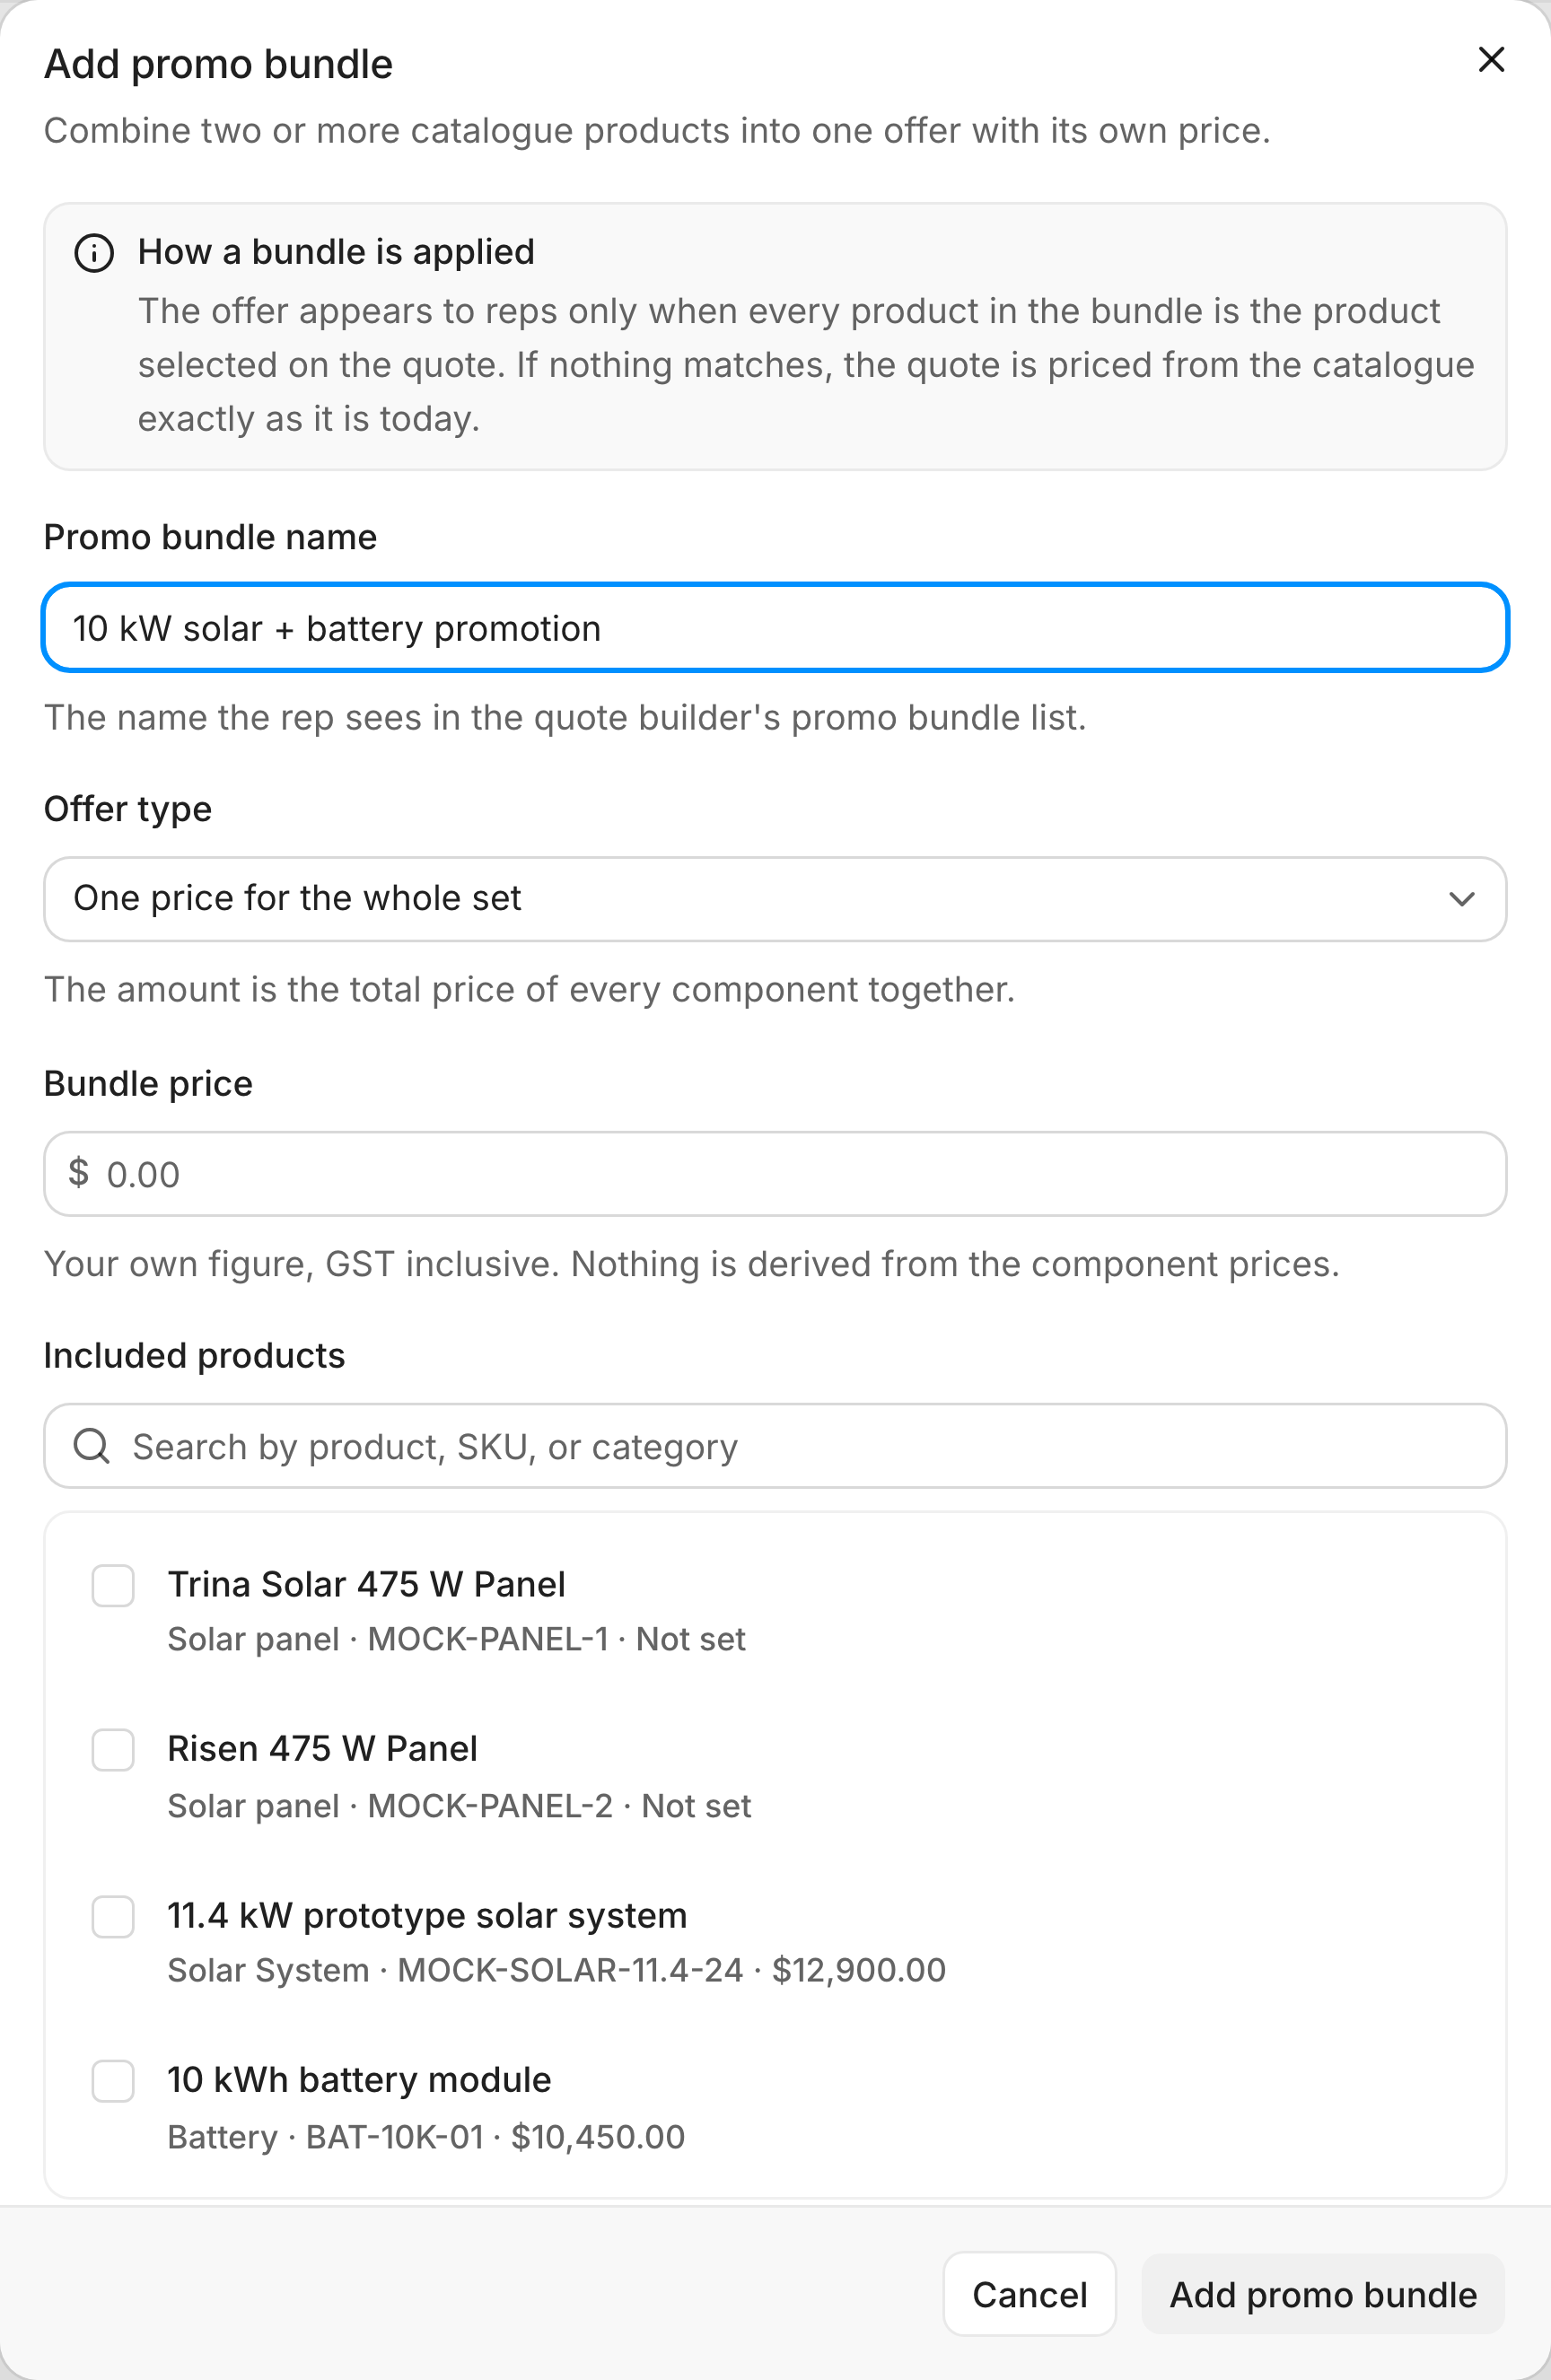 Add promo bundle
Combine two or more catalogue products into one offer with its own price.
How a bundle is applied
The offer appears to reps only when every product in the bundle is the product
selected on the quote. If nothing matches, the quote is priced from the catalogue
exactly as it is today.
Promo bundle name
10 kW solar + battery promotion
The name the rep sees in the quote builder's promo bundle list.
Offer type
One price for the whole set
The amount is the total price of every component together.
Bundle price
$ 0.00
Your own figure, GST inclusive. Nothing is derived from the component prices.
Included products
Search by product, SKU, or category
Trina Solar 475 W Panel
Solar panel · MOCK-PANEL-1 · Not set
Risen 475 W Panel
Solar panel · MOCK-PANEL-2 · Not set
11.4 kW prototype solar system
Solar System · MOCK-SOLAR-11.4-24 · $12,900.00
10 kWh battery module
Battery · BAT-10K-01 · $10,450.00
Cancel
Add promo bundle